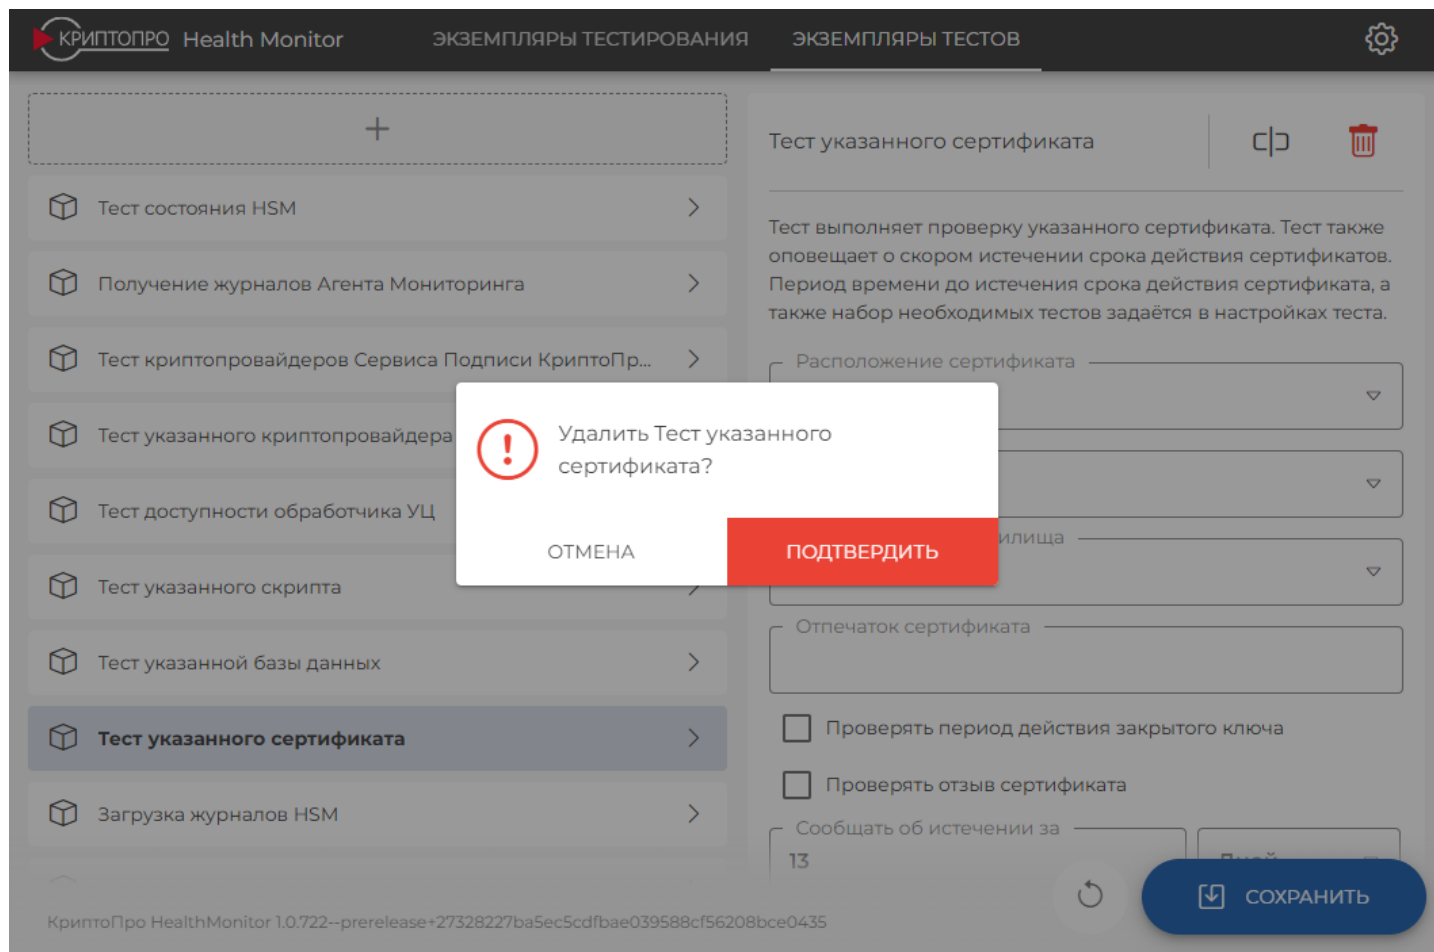 КРИПТОПРО Health Monitor ЭКЗЕМПЛЯРЫ ТЕСТИРОВАНИЯ ЭКЗЕМПЛЯРЫ ТЕСТОВ
+
Тест состояния HSM
Получение журналов Агента Мониторинга
Тест криптопровайдеров Сервиса Подписи КриптоПр...
Тест указанного криптопровайдера
Тест доступности обработчика УЦ
Тест указанного скрипта
Тест указанной базы данных
Тест указанного сертификата
Загрузка журналов HSM
Тест указанного сертификата
Тест выполняет проверку указанного сертификата. Тест также
оповещает о скором истечении срока действия сертификатов.
Период времени до истечения срока действия сертификата, а
также набор необходимых тестов задаётся в настройках теста.
Расположение сертификата
Удалить Тест указанного
сертификата?
ОТМЕНА ПОДТВЕРДИТЬ
илища
Отпечаток сертификата
Проверять период действия закрытого ключа
Проверять отзыв сертификата
Сообщать об истечении за
13
СОХРАНИТЬ
КриптоПро HealthMonitor 1.0.722--prerelease+27328227ba5ec5cdfbae039588cf56208bce0435